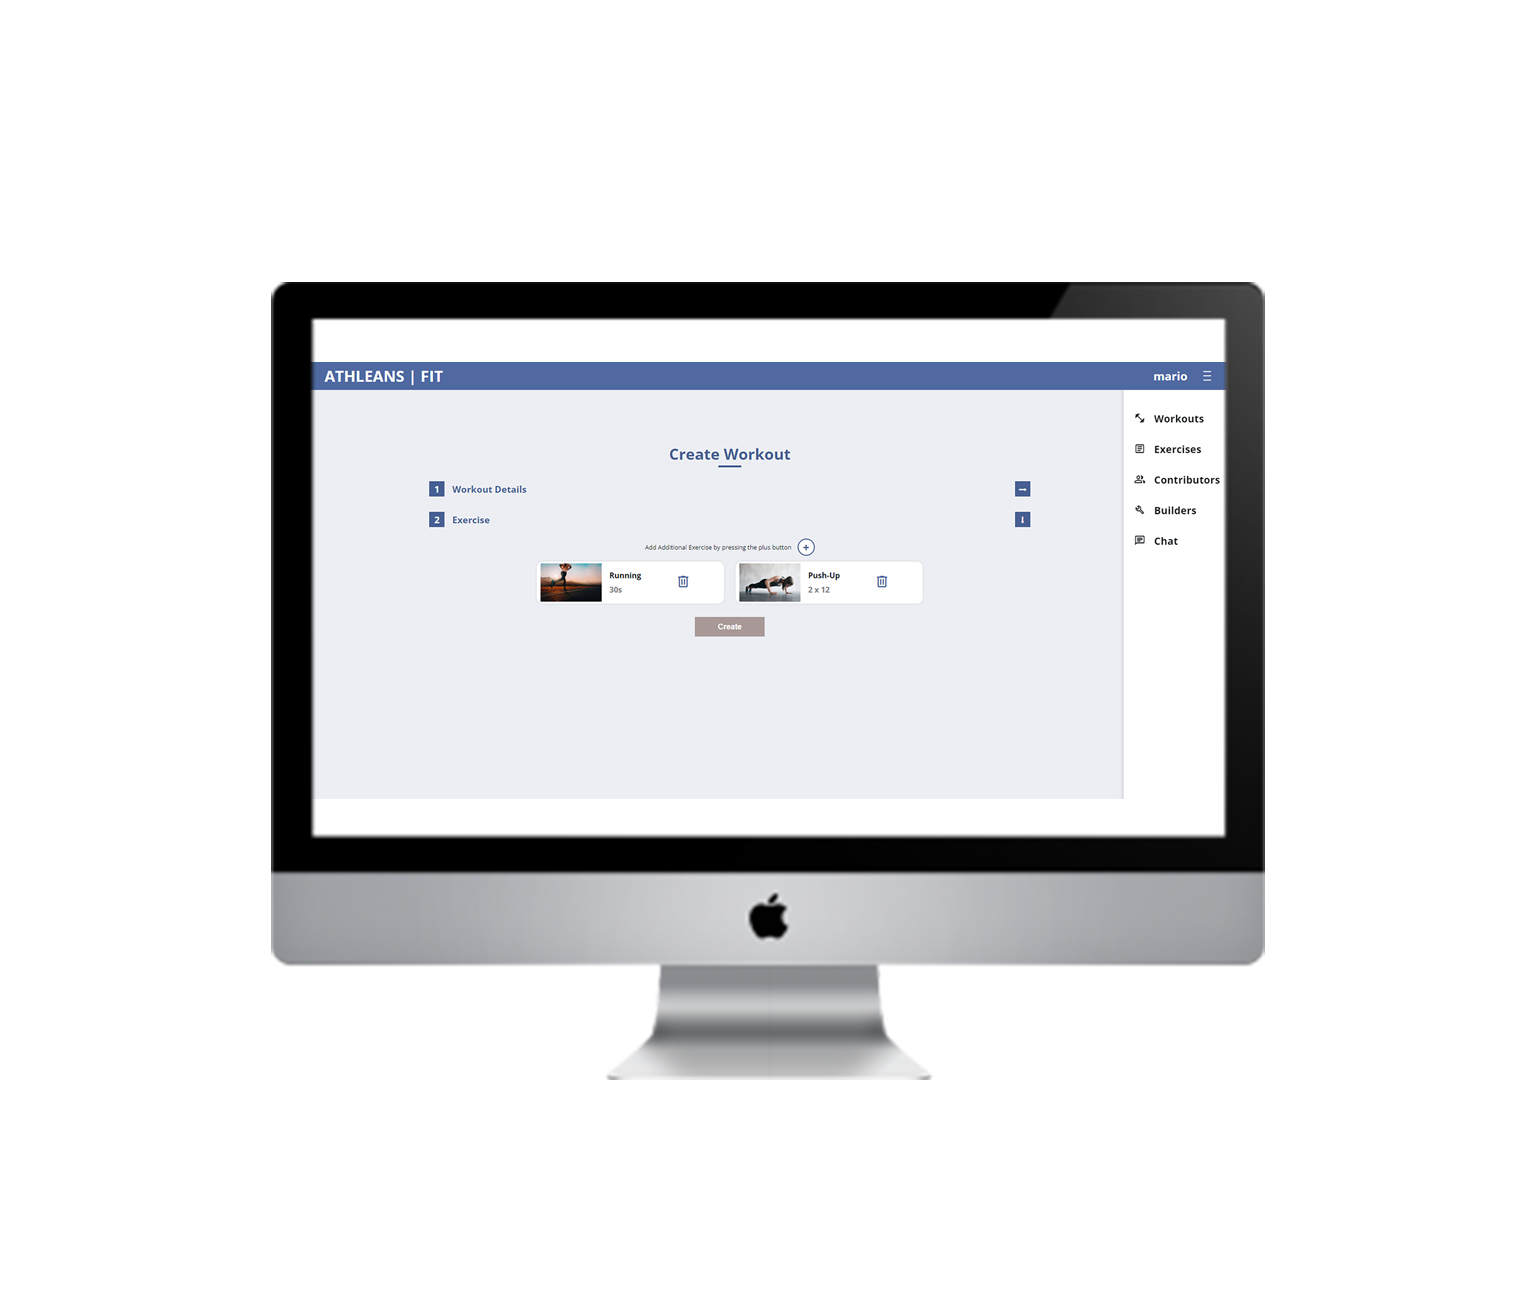 ATHLEANS | FIT
mario
Workouts
Exercises
Contributors
Builders
Chat
Create Workout
1 Workout Details
2 Exercise
Add Additional Exercise by pressing the plus button
Running
30s
Push-Up
2 x 12
Create